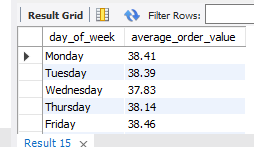 Result Grid Filter Rows:
day_of_week average_order_value
Monday 38.41
Tuesday 38.39
Wednesday 37.83
Thursday 38.14
Friday 38.46
Result 15 ×